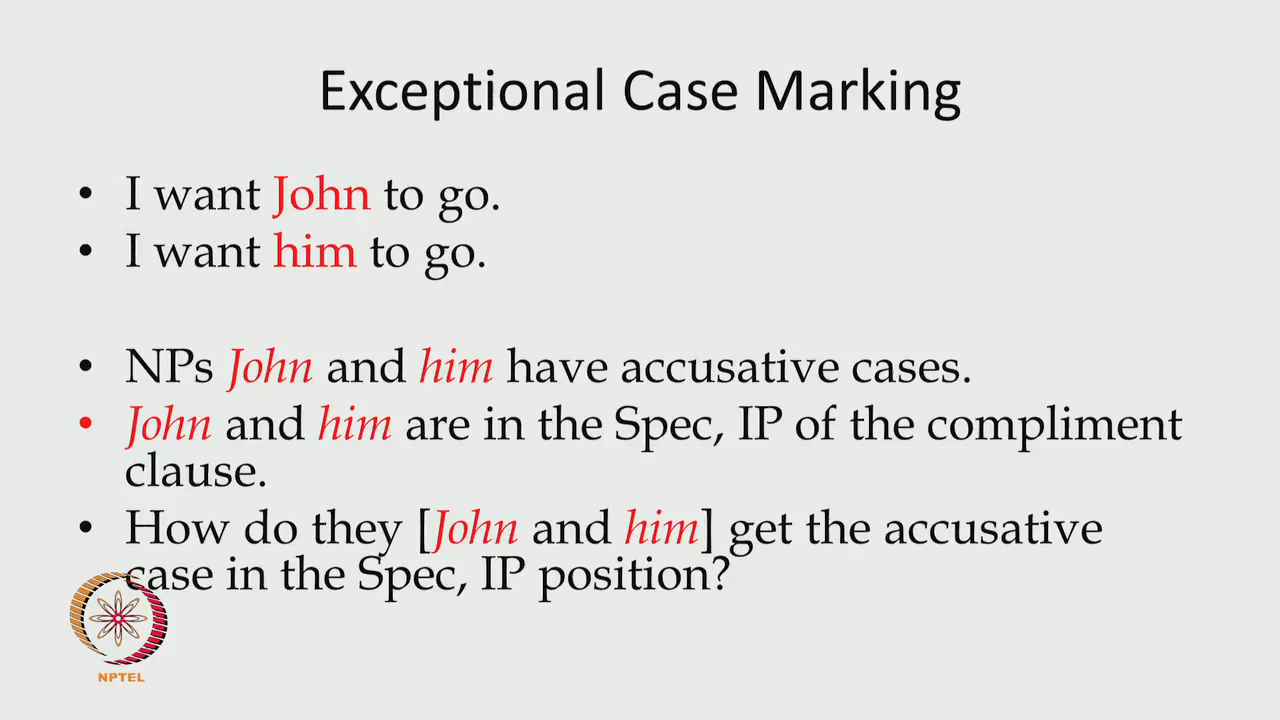 Exceptional Case Marking
• I want John to go.
• I want him to go.
• NPs John and him have accusative cases.
• John and him are in the Spec, IP of the compliment
clause.
• How do they [John and him] get the accusative
case in the Spec, IP position?
NPTEL